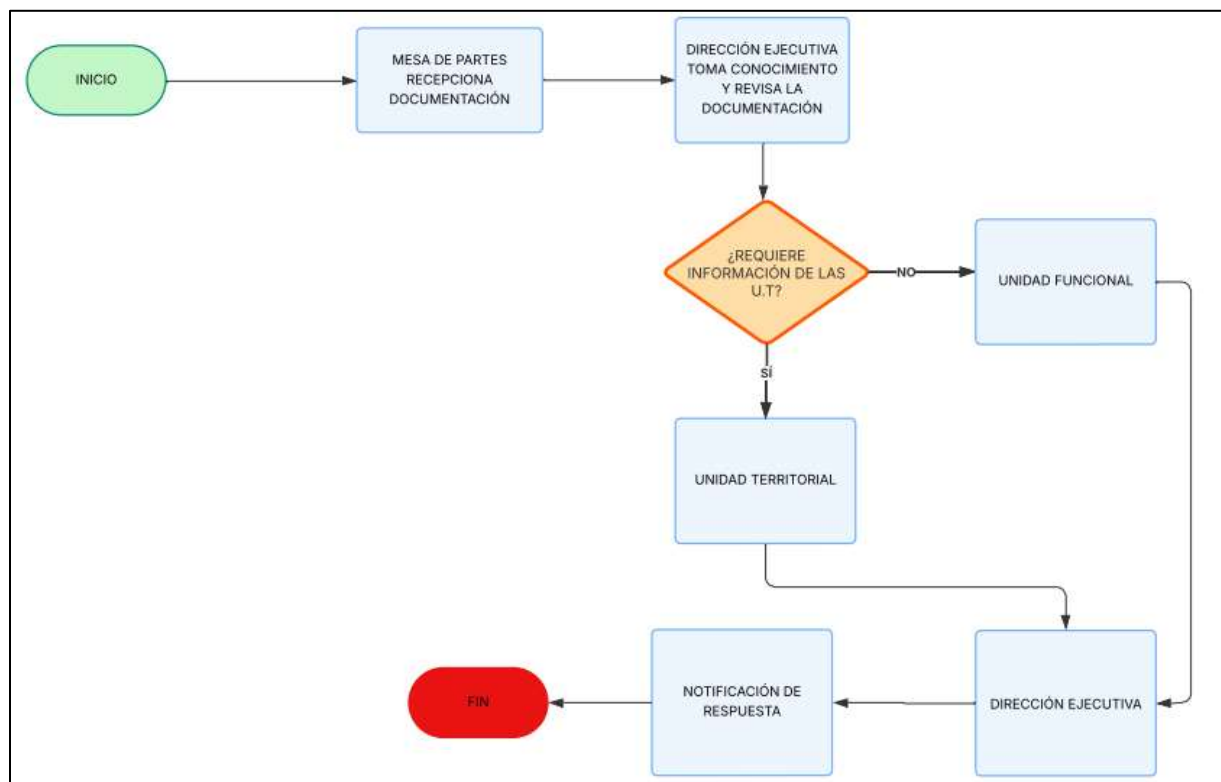 INICIO
MESA DE PARTES
RECEPCIONA
DOCUMENTACIÓN
DIRECCIÓN EJECUTIVA
TOMA CONOCIMIENTO
Y REVISA LA
DOCUMENTACIÓN
¿REQUIERE
INFORMACIÓN DE LAS
U.T?
NO
UNIDAD FUNCIONAL
SÍ
UNIDAD TERRITORIAL
FIN
NOTIFICACIÓN DE
RESPUESTA
DIRECCIÓN EJECUTIVA